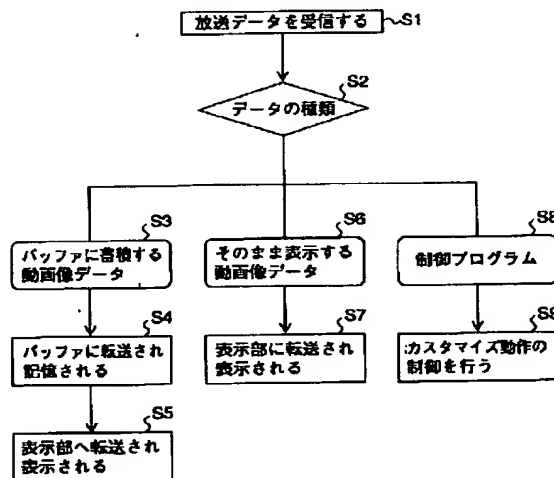 放送データを受信する S1
S2
データの種類
S3
バッファに蓄積する
動画像データ
S6
そのまま表示する
動画像データ
S8
制御プログラム
S4
バッファに転送され
記憶される
S7
表示部に転送され
表示される
S9
カスタマイズ動作の
制御を行う
S5
表示部へ転送され
表示される